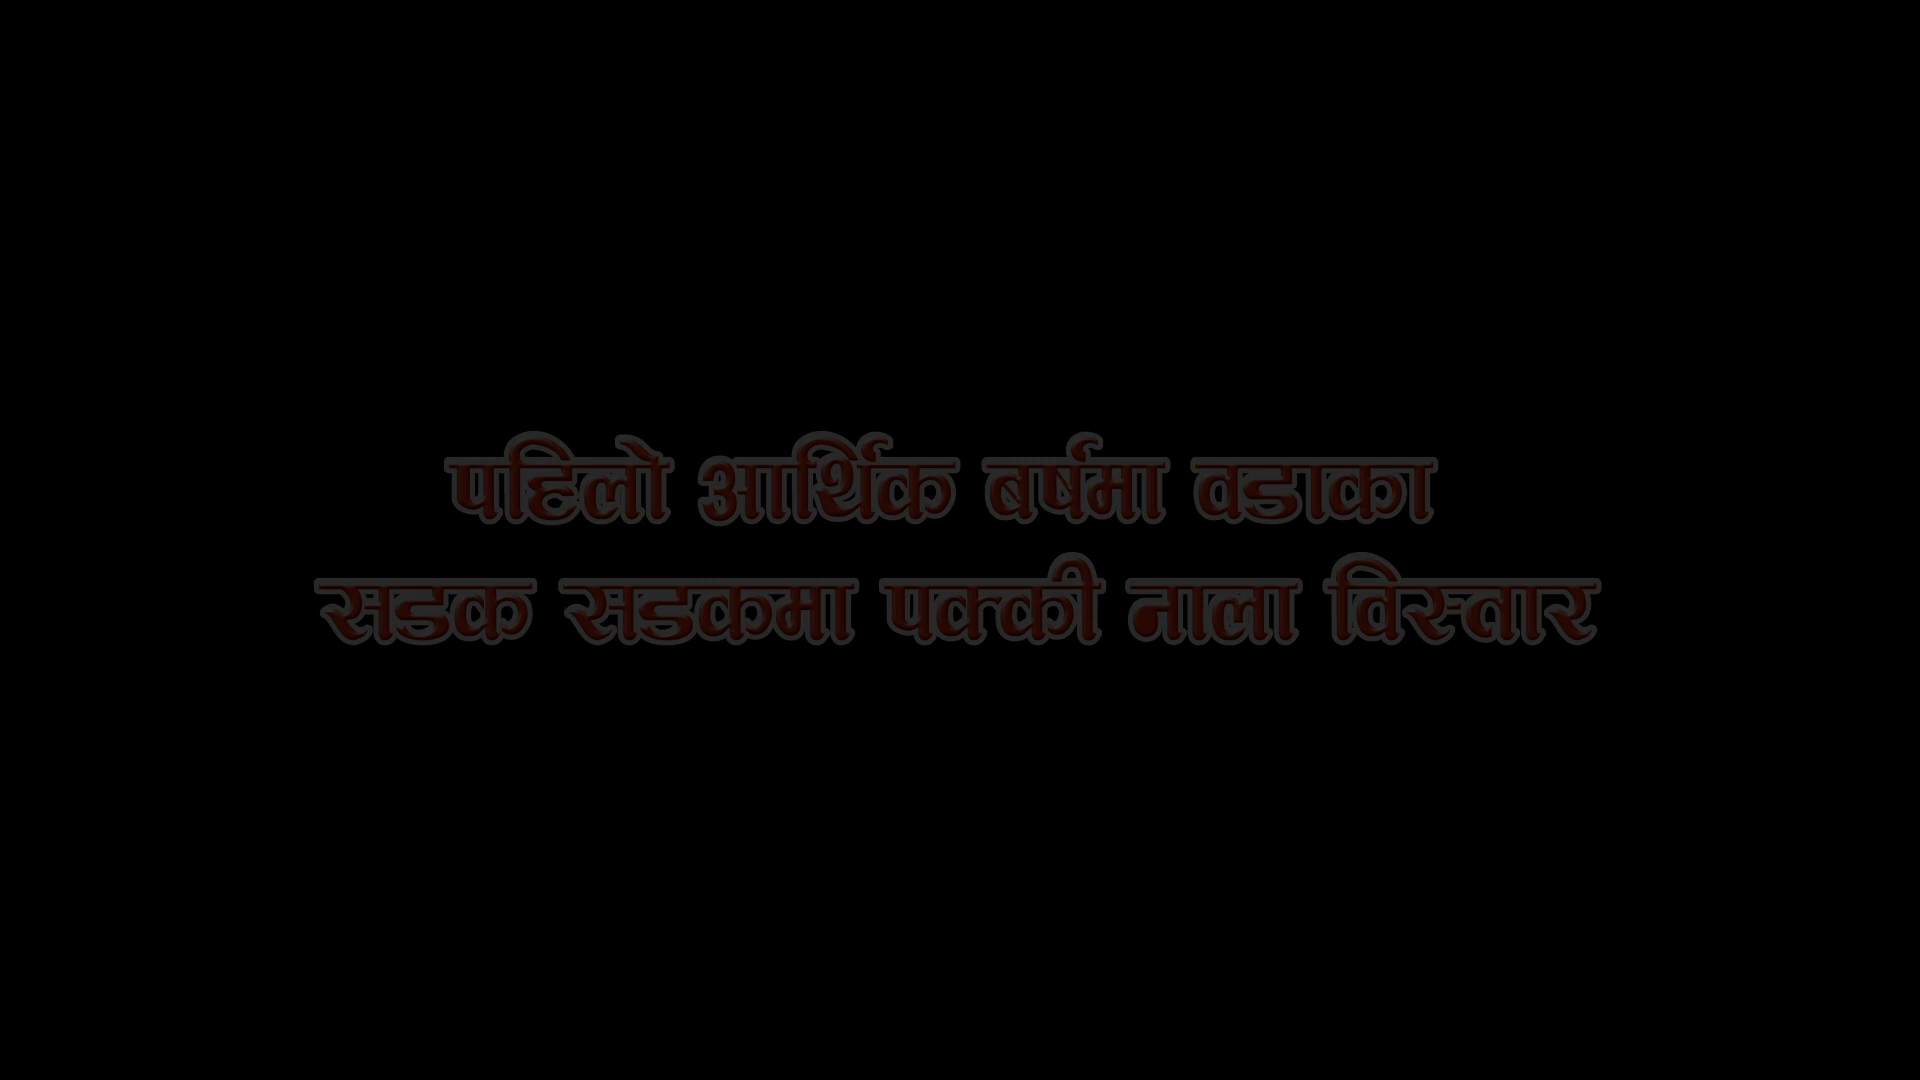 पहिलो आर्थिक बर्षमा वडाका
सडक सडकमा पक्की नाला विस्तार